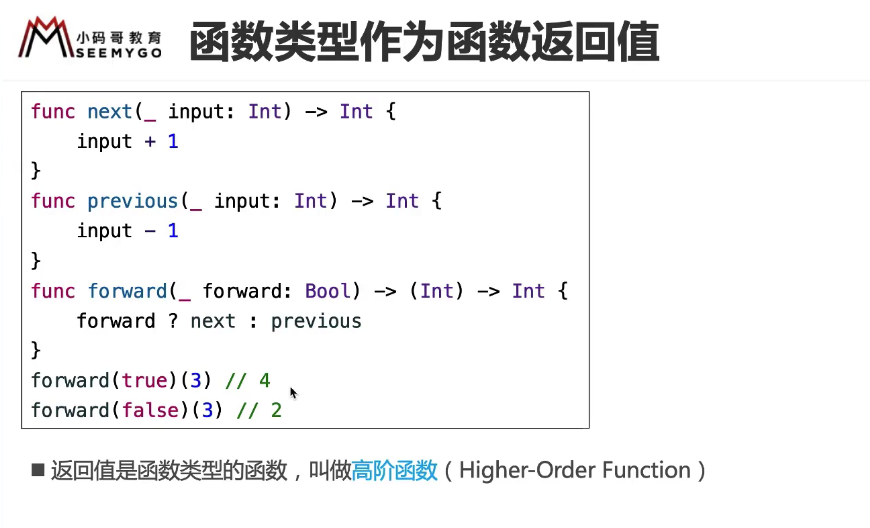 小码哥教育
SEEMYGO
函数类型作为函数返回值
func next(_ input: Int) -> Int {
    input + 1
}
func previous(_ input: Int) -> Int {
    input - 1
}
func forward(_ forward: Bool) -> (Int) -> Int {
    forward ? next : previous
}
forward(true)(3) // 4
forward(false)(3) // 2
■ 返回值是函数类型的函数，叫做高阶函数（Higher-Order Function）